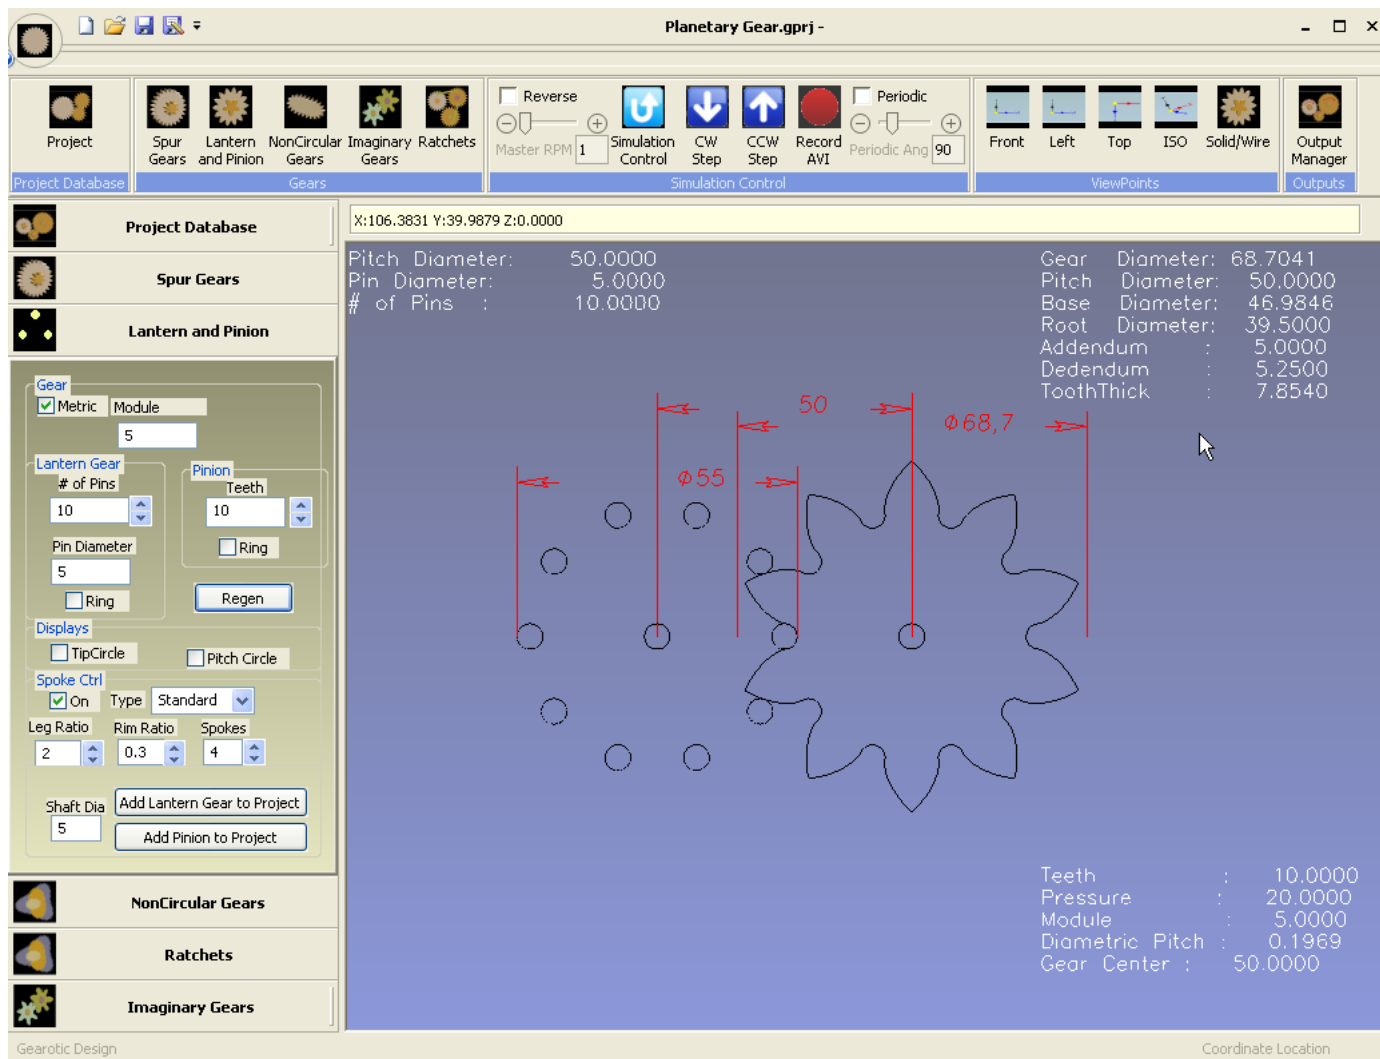 Planetary Gear.gprj -
Project
Spur Gears
Lantern and Pinion
NonCircular Gears
Imaginary Gears
Ratchets
Reverse
Master RPM 1
Simulation Control
CW Step
CCW Step
Record AVI
Periodic
Periodic Ang 90
Front
Left
Top
ISO
Solid/Wire
Output Manager
Project Database
Gears
Simulation Control
ViewPoints
Outputs
Project Database
Spur Gears
Lantern and Pinion
X:106.3831 Y:39.9879 Z:0.0000
Gear
Metric Module
5
Lantern Gear
# of Pins
10
Pin Diameter
5
Ring
Pinion
Teeth
10
Ring
Regen
Displays
TipCircle
Pitch Circle
Spoke Ctrl
On Type Standard
Leg Ratio Rim Ratio Spokes
2 0.3 4
Shaft Dia
5
Add Lantern Gear to Project
Add Pinion to Project
NonCircular Gears
Ratchets
Imaginary Gears
Pitch Diameter: 50.0000
Pin Diameter: 5.0000
# of Pins : 10.0000
Gear Diameter: 68.7041
Pitch Diameter: 50.0000
Base Diameter: 46.9846
Root Diameter: 39.5000
Addendum : 5.0000
Dedendum : 5.2500
ToothThick : 7.8540
50
ϕ68,7
ϕ55
Teeth : 10.0000
Pressure : 20.0000
Module : 5.0000
Diametric Pitch : 0.1969
Gear Center : 50.0000
Gearotic Design
Coordinate Location